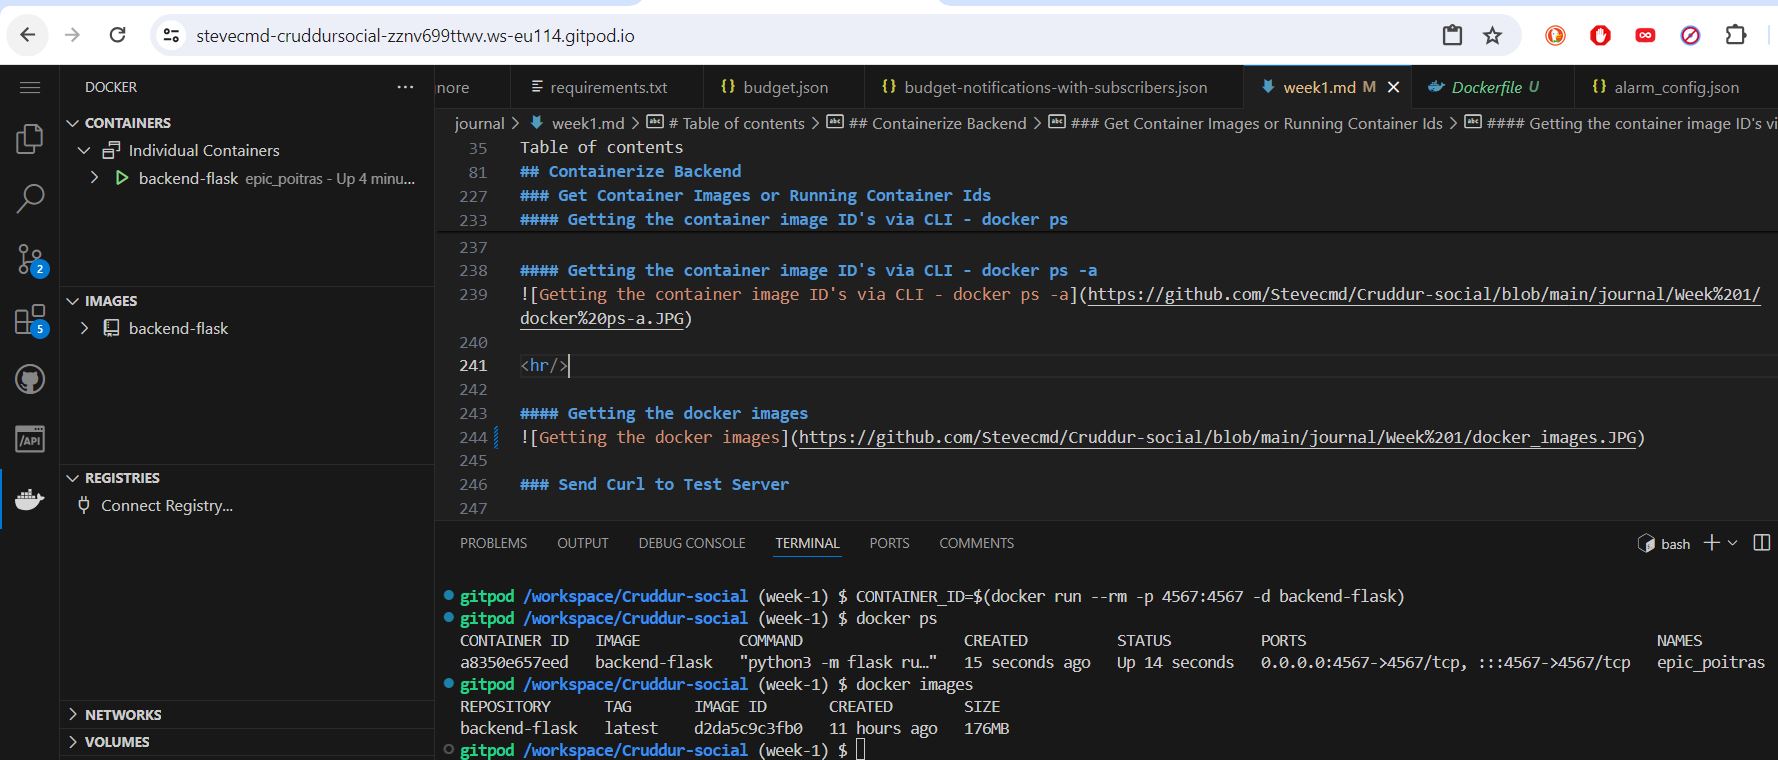 stevecmd-cruddursocial-zznv699ttwv.ws-eu114.gitpod.io
DOCKER
CONTAINERS
Individual Containers
backend-flask epic_poitras - Up 4 minu...
IMAGES
backend-flask
REGISTRIES
Connect Registry...
NETWORKS
VOLUMES
2
5
/API
nore
requirements.txt
{} budget.json
{} budget-notifications-with-subscribers.json
week1.md M
Dockerfile U
{} alarm_config.json
journal > week1.md > # Table of contents > ## Containerize Backend > ### Get Container Images or Running Container Ids > #### Getting the container image ID's vi
35 Table of contents
81 ## Containerize Backend
227 ### Get Container Images or Running Container Ids
233 #### Getting the container image ID's via CLI - docker ps
237
238 #### Getting the container image ID's via CLI - docker ps -a
239 ![Getting the container image ID's via CLI - docker ps -a](https://github.com/Stevecmd/Cruddur-social/blob/main/journal/Week%201/
docker%20ps-a.JPG)
240
241 <hr/>
242
243 #### Getting the docker images
244 ![Getting the docker images](https://github.com/Stevecmd/Cruddur-social/blob/main/journal/Week%201/docker_images.JPG)
245
246 ### Send Curl to Test Server
247
PROBLEMS OUTPUT DEBUG CONSOLE TERMINAL PORTS COMMENTS
bash
gitpod /workspace/Cruddur-social (week-1) $ CONTAINER_ID=$(docker run --rm -p 4567:4567 -d backend-flask)
gitpod /workspace/Cruddur-social (week-1) $ docker ps
CONTAINER ID IMAGE COMMAND CREATED STATUS PORTS NAMES
a8350e657eed backend-flask "python3 -m flask ru…" 15 seconds ago Up 14 seconds 0.0.0.0:4567->4567/tcp, :::4567->4567/tcp epic_poitras
gitpod /workspace/Cruddur-social (week-1) $ docker images
REPOSITORY TAG IMAGE ID CREATED SIZE
backend-flask latest d2da5c9c3fb0 11 hours ago 176MB
gitpod /workspace/Cruddur-social (week-1) $